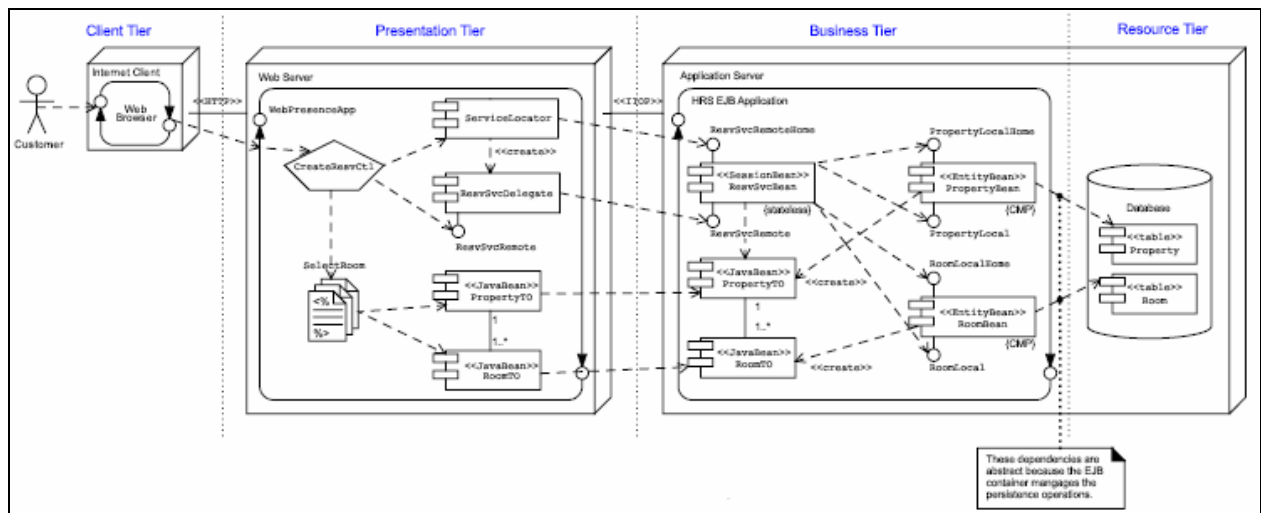 Client Tier
Presentation Tier
Business Tier
Resource Tier
Internet Client
Web
Browser
Customer
<<HTTP>>
Web Server
WebPresenceApp
CreateResvCtl
ServiceLocator
<<create>>
ResvSvcDelegate
ResvSvcRemote
SelectRoom
<%
%>
<<JavaBean>>
PropertyTO
1
1..*
<<JavaBean>>
RoomTO
<<IIOP>>
Application Server
HRS EJB Application
ResvSvcRemoteHome
<<SessionBean>>
ResvSvcBean
{stateless}
ResvSvcRemote
<<JavaBean>>
PropertyTO
<<create>>
1
1..*
<<JavaBean>>
RoomTO
<<create>>
PropertyLocalHome
<<EntityBean>>
PropertyBean
{CMP}
PropertyLocal
RoomLocalHome
<<EntityBean>>
RoomBean
{CMP}
RoomLocal
Database
<<table>>
Property
<<table>>
Room
These dependencies are
abstract because the EJB
container mangages the
persistence operations.